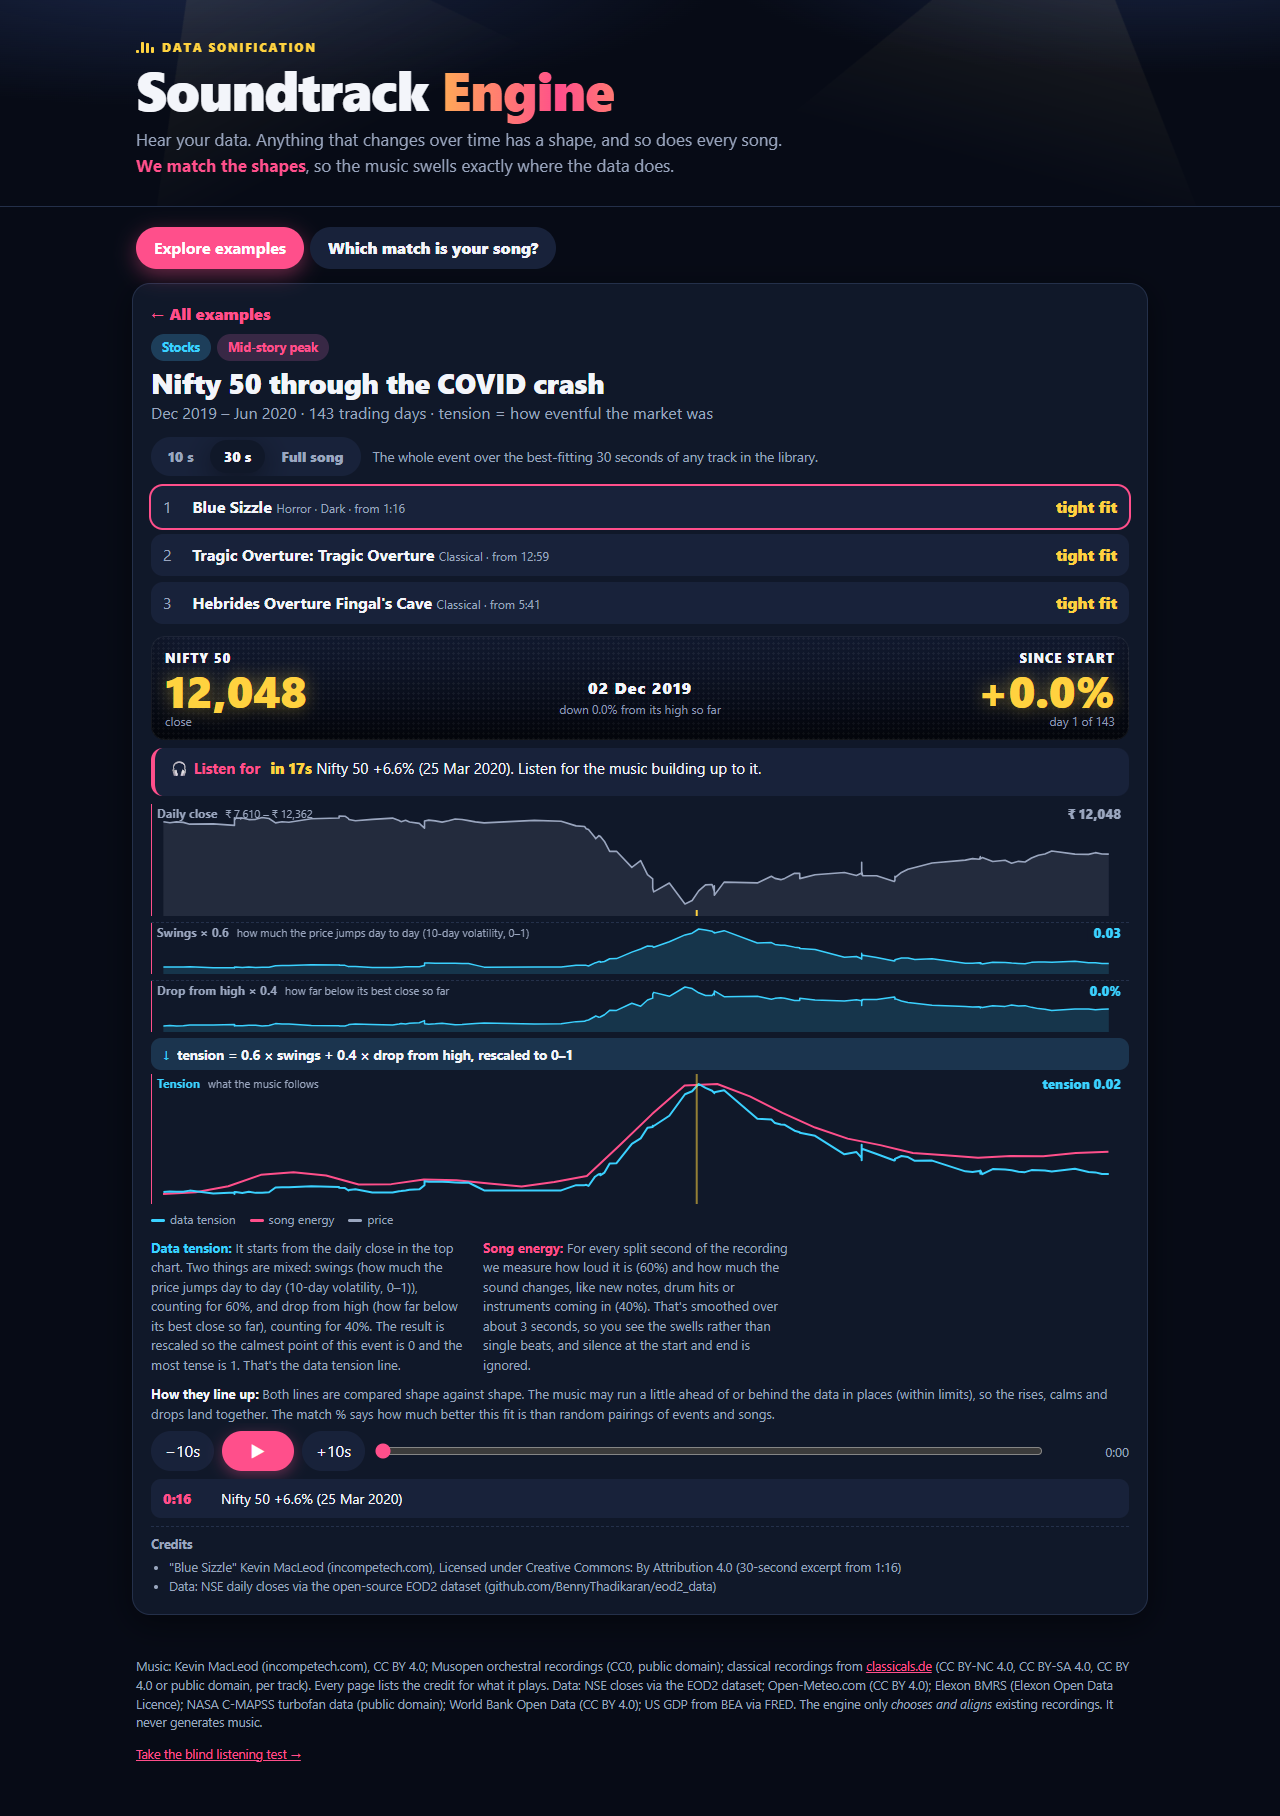 DATA SONIFICATION
Soundtrack Engine
Hear your data. Anything that changes over time has a shape, and so does every song.
We match the shapes, so the music swells exactly where the data does.
Explore examples
Which match is your song?
← All examples
Stocks
Mid-story peak
Nifty 50 through the COVID crash
Dec 2019 – Jun 2020 · 143 trading days · tension = how eventful the market was
10 s
30 s
Full song
The whole event over the best-fitting 30 seconds of any track in the library.
1 Blue Sizzle Horror · Dark · from 1:16 tight fit
2 Tragic Overture: Tragic Overture Classical · from 12:59 tight fit
3 Hebrides Overture Fingal's Cave Classical · from 5:41 tight fit
NIFTY 50
12,048
close
02 Dec 2019
down 0.0% from its high so far
SINCE START
+0.0%
day 1 of 143
🎧 Listen for in 17s Nifty 50 +6.6% (25 Mar 2020). Listen for the music building up to it.
Daily close ₹ 7,610 – ₹ 12,362 ₹ 12,048
Swings × 0.6 how much the price jumps day to day (10-day volatility, 0–1) 0.03
Drop from high × 0.4 how far below its best close so far 0.0%
↓ tension = 0.6 × swings + 0.4 × drop from high, rescaled to 0–1
Tension what the music follows tension 0.02
data tension
song energy
price
Data tension: It starts from the daily close in the top
chart. Two things are mixed: swings (how much the
price jumps day to day (10-day volatility, 0–1)),
counting for 60%, and drop from high (how far below
its best close so far), counting for 40%. The result is
rescaled so the calmest point of this event is 0 and the
most tense is 1. That's the data tension line.
Song energy: For every split second of the recording
we measure how loud it is (60%) and how much the
sound changes, like new notes, drum hits or
instruments coming in (40%). That's smoothed over
about 3 seconds, so you see the swells rather than
single beats, and silence at the start and end is
ignored.
How they line up: Both lines are compared shape against shape. The music may run a little ahead of or behind the data in places (within limits), so the rises, calms and
drops land together. The match % says how much better this fit is than random pairings of events and songs.
−10s
+10s
0:00
0:16 Nifty 50 +6.6% (25 Mar 2020)
Credits
• "Blue Sizzle" Kevin MacLeod (incompetech.com), Licensed under Creative Commons: By Attribution 4.0 (30-second excerpt from 1:16)
• Data: NSE daily closes via the open-source EOD2 dataset (github.com/BennyThadikaran/eod2_data)
Music: Kevin MacLeod (incompetech.com), CC BY 4.0; Musopen orchestral recordings (CC0, public domain); classical recordings from classicals.de (CC BY-NC 4.0, CC BY-SA 4.0, CC BY
4.0 or public domain, per track). Every page lists the credit for what it plays. Data: NSE closes via the EOD2 dataset; Open-Meteo.com (CC BY 4.0); Elexon BMRS (Elexon Open Data
Licence); NASA C-MAPSS turbofan data (public domain); World Bank Open Data (CC BY 4.0); US GDP from BEA via FRED. The engine only chooses and aligns existing recordings. It
never generates music.
Take the blind listening test →